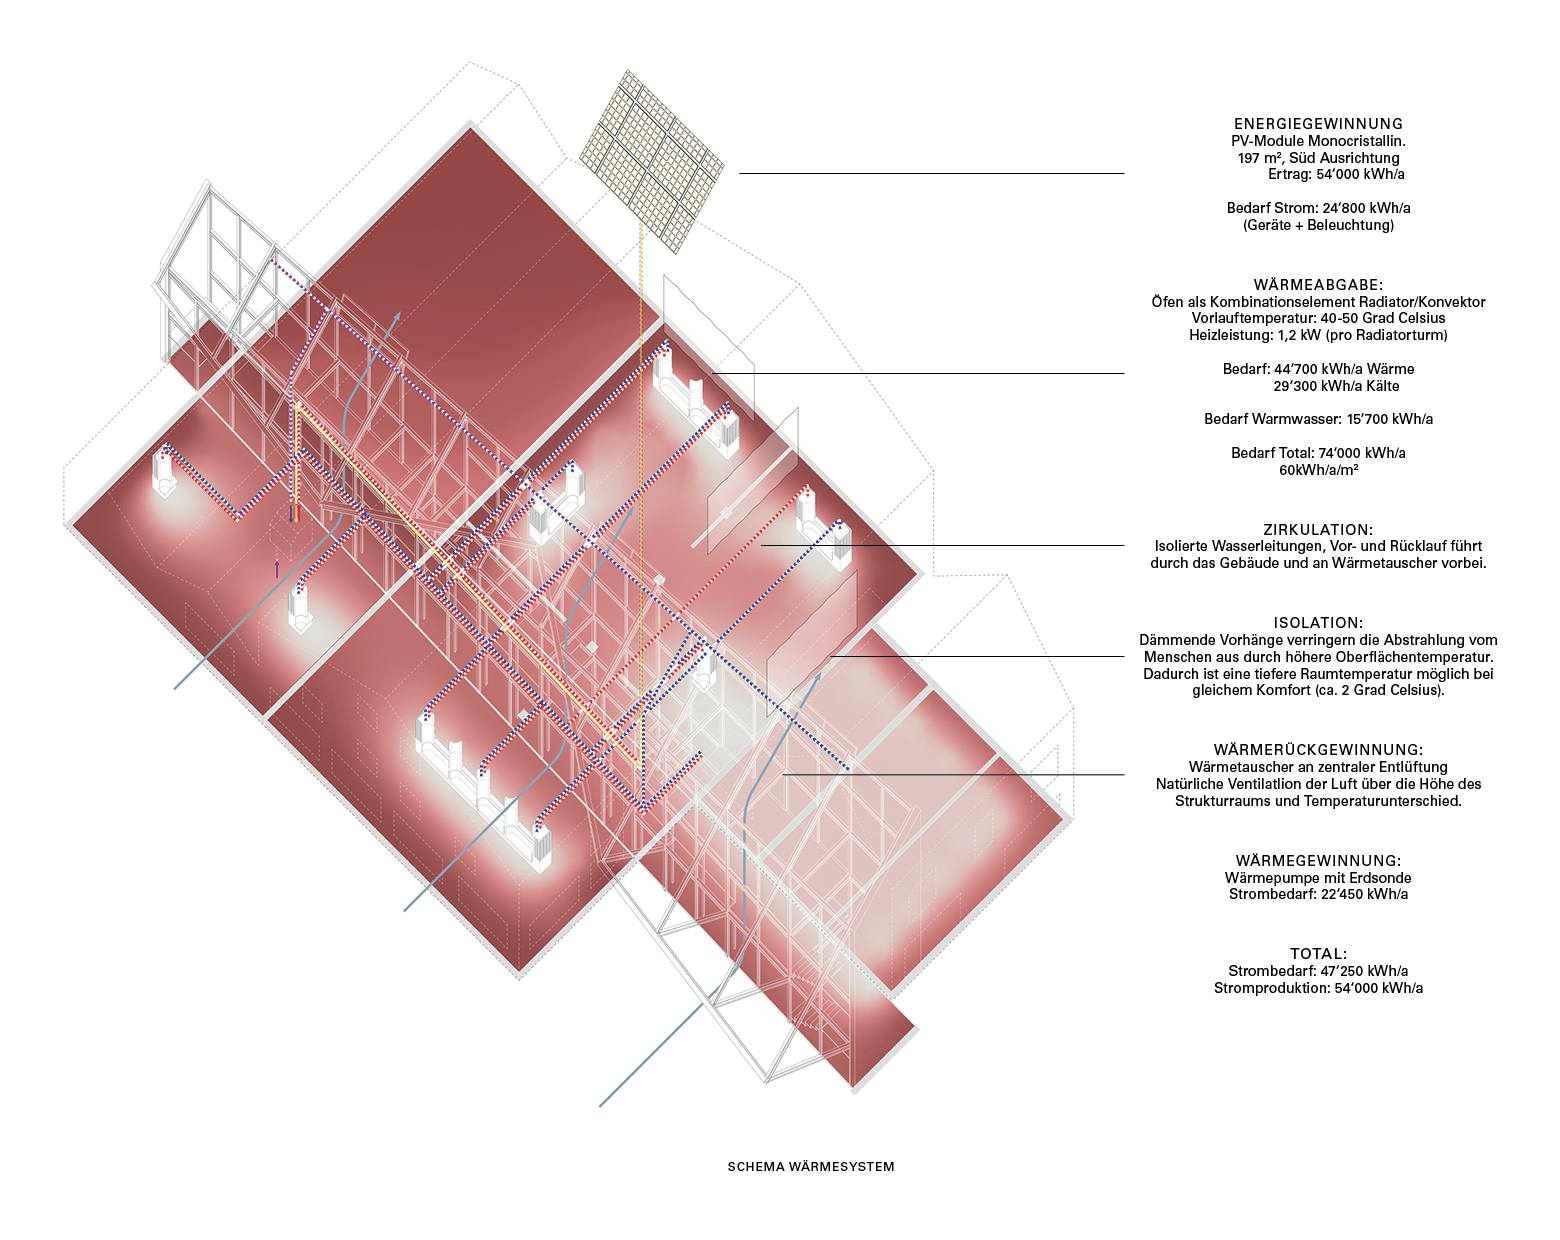 ENERGIEGEWINNUNG
PV-Module Monocristallin.
197 m², Süd Ausrichtung
Ertrag: 54‘000 kWh/a
Bedarf Strom: 24‘800 kWh/a
(Geräte + Beleuchtung)
WÄRMEABGABE:
Öfen als Kombinationselement Radiator/Konvektor
Vorlauftemperatur: 40-50 Grad Celsius
Heizleistung: 1,2 kW (pro Radiatorturm)
Bedarf: 44‘700 kWh/a Wärme
29‘300 kWh/a Kälte
Bedarf Warmwasser: 15‘700 kWh/a
Bedarf Total: 74‘000 kWh/a
60kWh/a/m²
ZIRKULATION:
Isolierte Wasserleitungen, Vor- und Rücklauf führt
durch das Gebäude und an Wärmetauscher vorbei.
ISOLATION:
Dämmende Vorhänge verringern die Abstrahlung vom
Menschen aus durch höhere Oberflächentemperatur.
Dadurch ist eine tiefere Raumtemperatur möglich bei
gleichem Komfort (ca. 2 Grad Celsius).
WÄRMERÜCKGEWINNUNG:
Wärmetauscher an zentraler Entlüftung
Natürliche Ventilation der Luft über die Höhe des
Strukturraums und Temperaturunterschied.
WÄRMEGEWINNUNG:
Wärmepumpe mit Erdsonde
Strombedarf: 22‘450 kWh/a
TOTAL:
Strombedarf: 47‘250 kWh/a
Stromproduktion: 54‘000 kWh/a
SCHEMA WÄRMESYSTEM